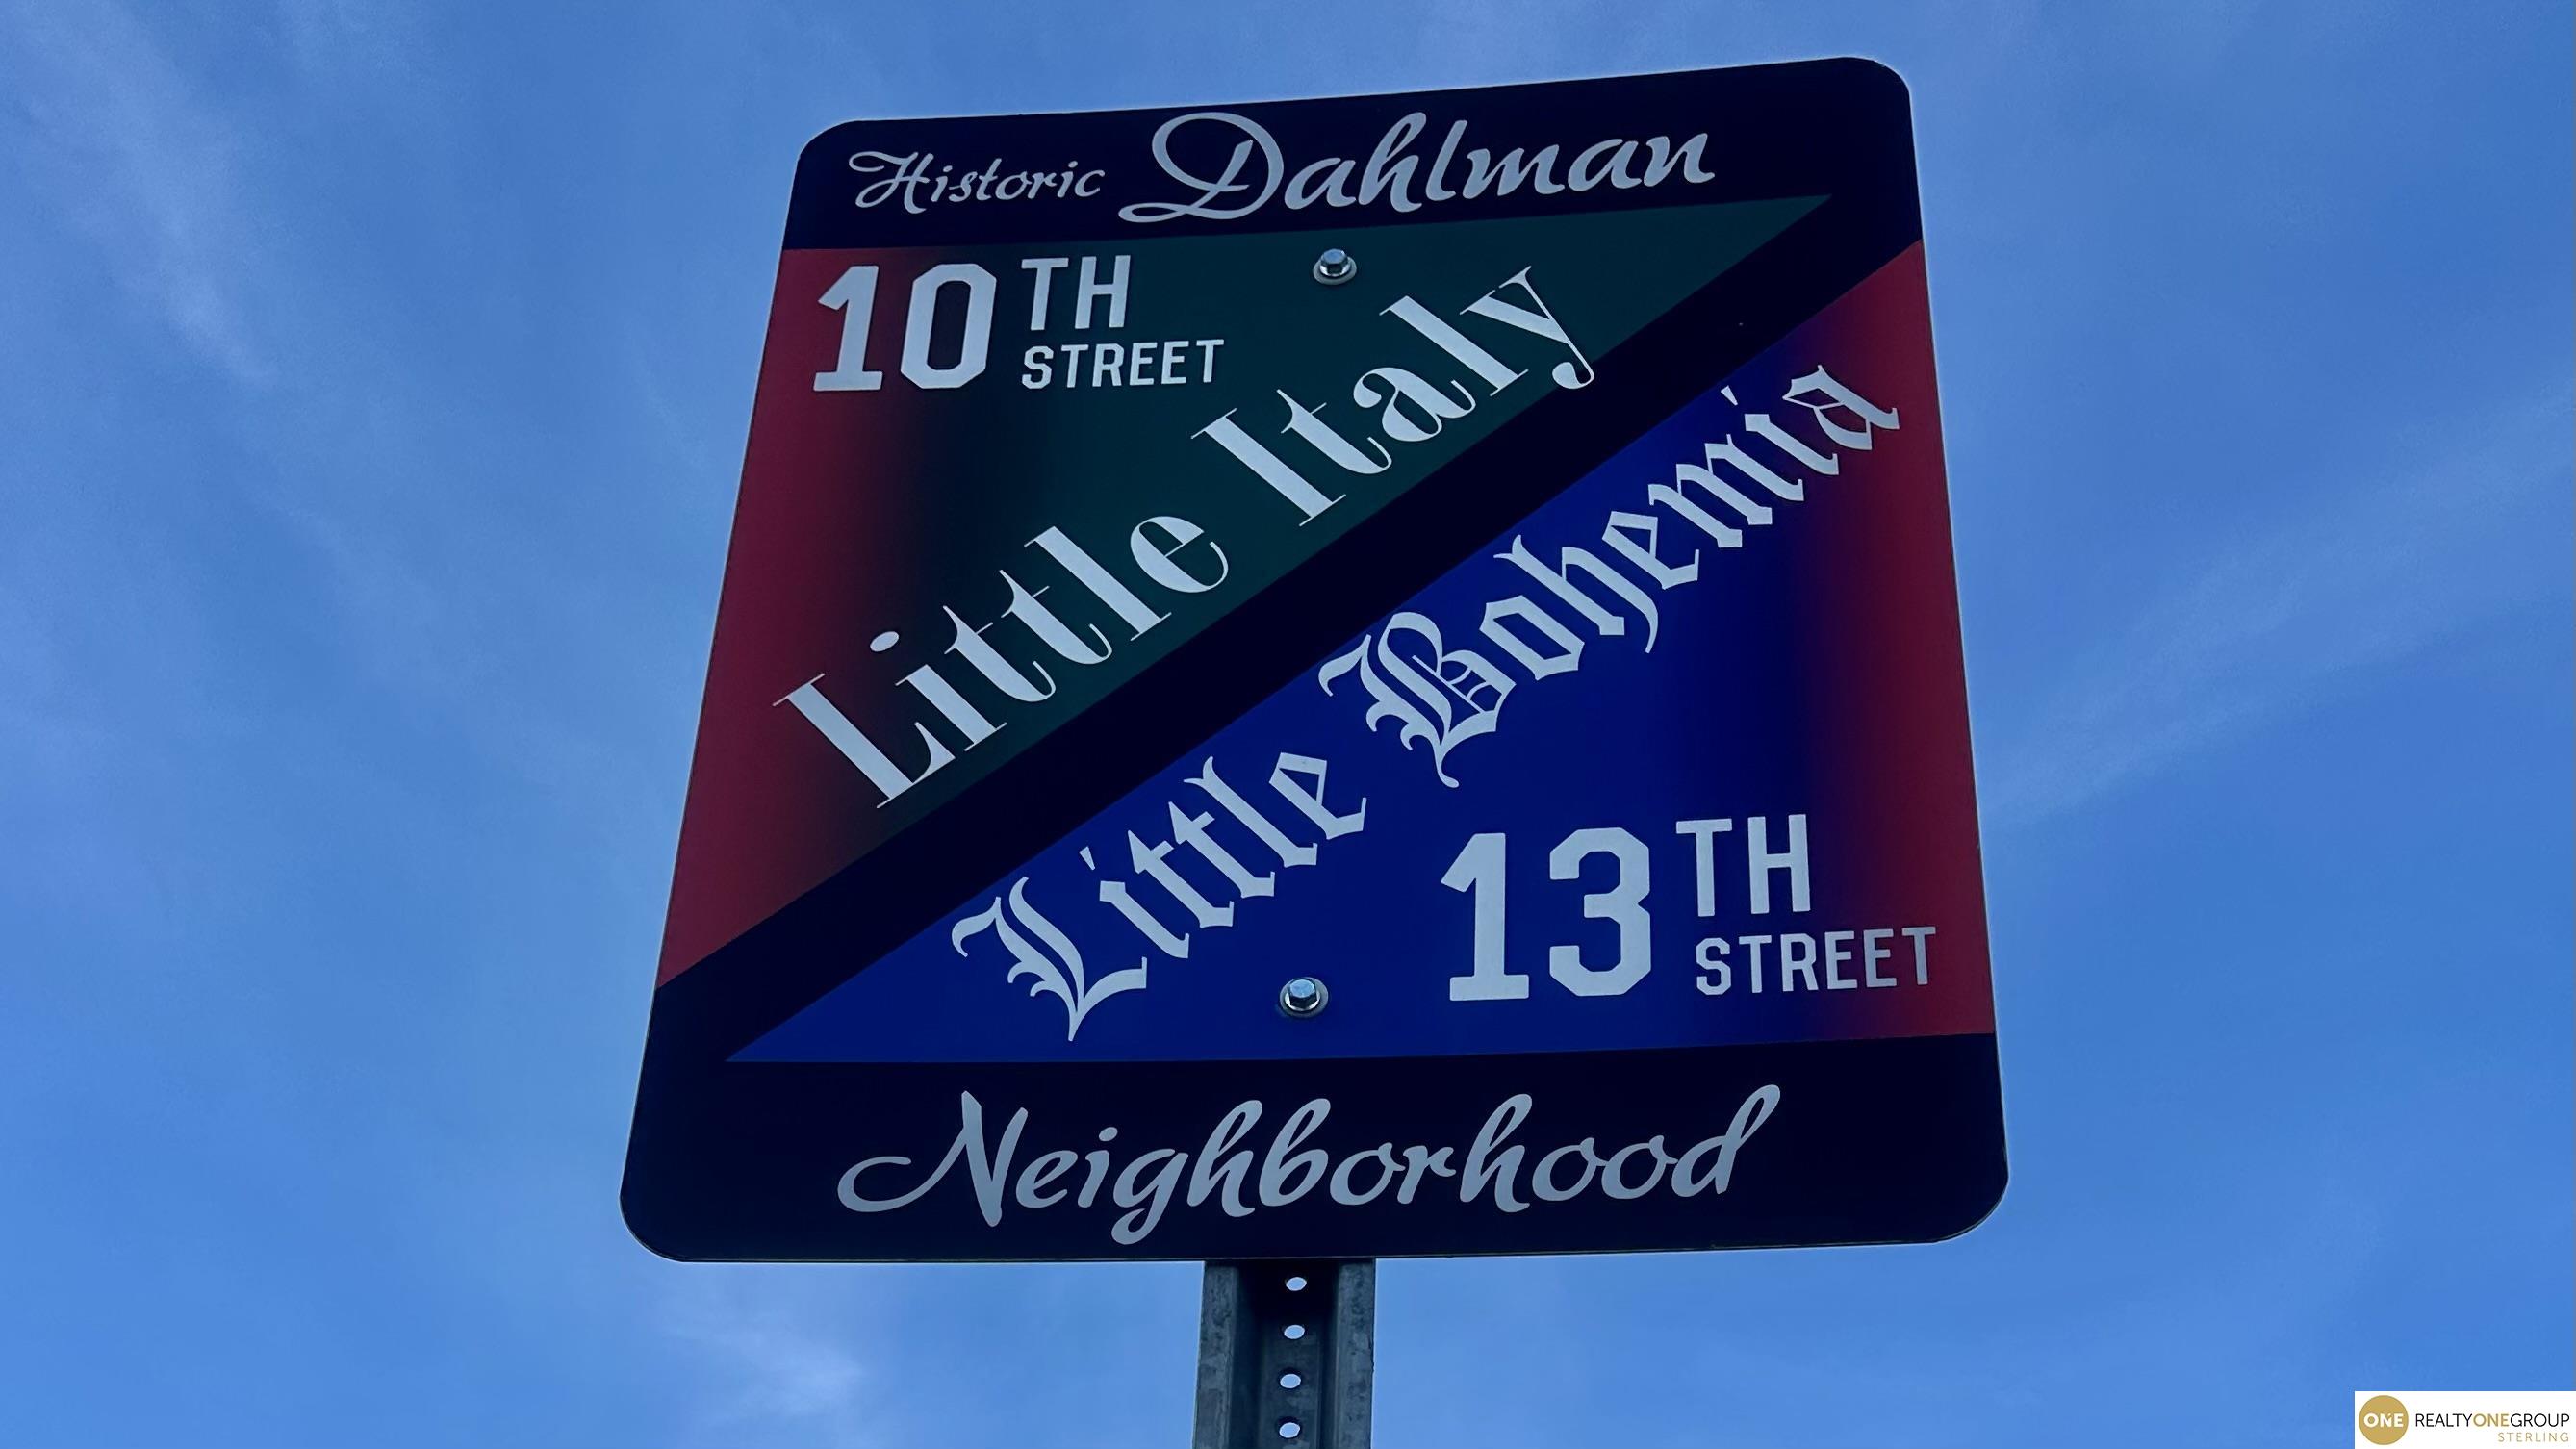 Historic Dahlman
10TH STREET
Little Italy
Little Bohemia
13TH STREET
Neighborhood
ONE REALTYONEGROUP
STERLING